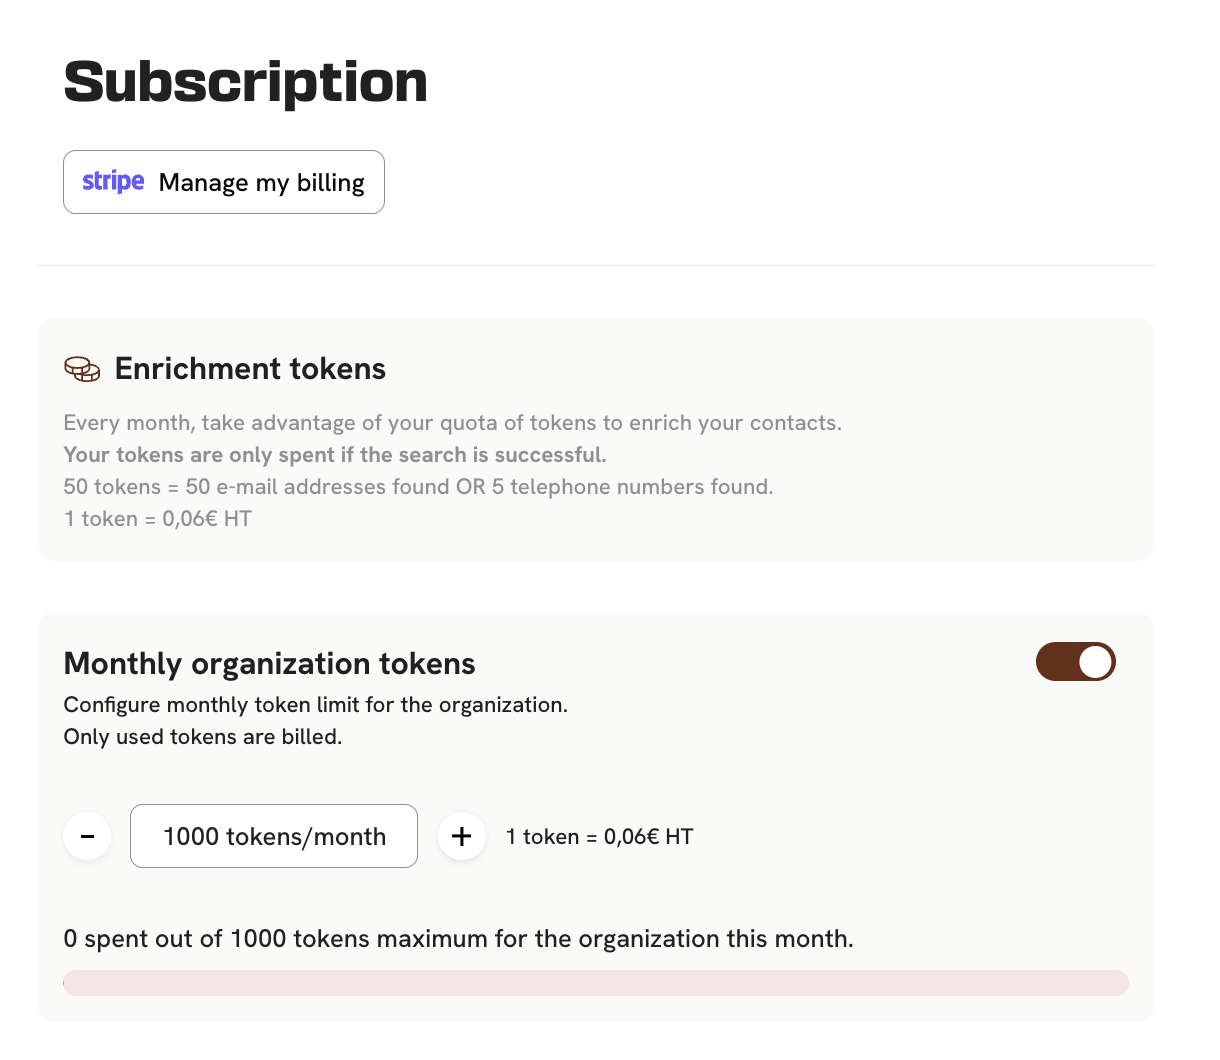 Subscription
stripe Manage my billing
Enrichment tokens
Every month, take advantage of your quota of tokens to enrich your contacts.
Your tokens are only spent if the search is successful.
50 tokens = 50 e-mail addresses found OR 5 telephone numbers found.
1 token = 0,06€ HT
Monthly organization tokens
Configure monthly token limit for the organization.
Only used tokens are billed.
- 1000 tokens/month + 1 token = 0,06€ HT
0 spent out of 1000 tokens maximum for the organization this month.